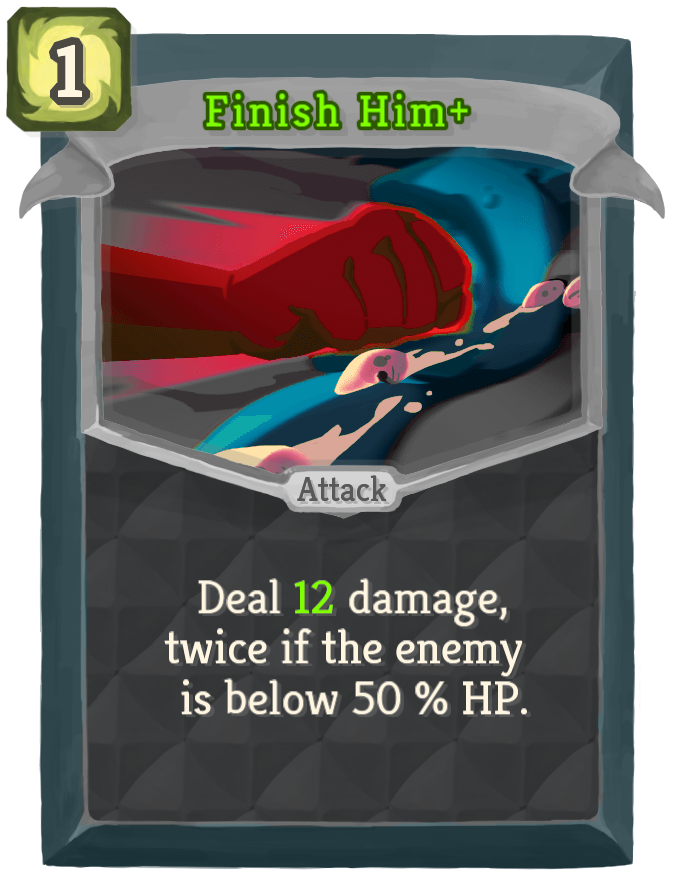 1
Finish Him+
Attack
Deal 12 damage,
twice if the enemy
is below 50 % HP.